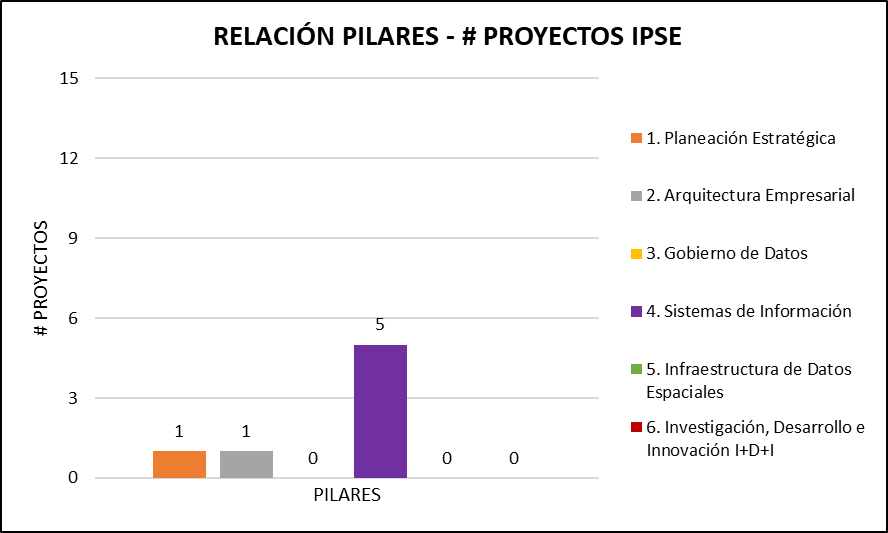 RELACIÓN PILARES - # PROYECTOS IPSE
15
12
9
6
3
0
# PROYECTOS
1
1
0
5
0
0
PILARES
1. Planeación Estratégica
2. Arquitectura Empresarial
3. Gobierno de Datos
4. Sistemas de Información
5. Infraestructura de Datos
Espaciales
6. Investigación, Desarrollo e
Innovación I+D+I